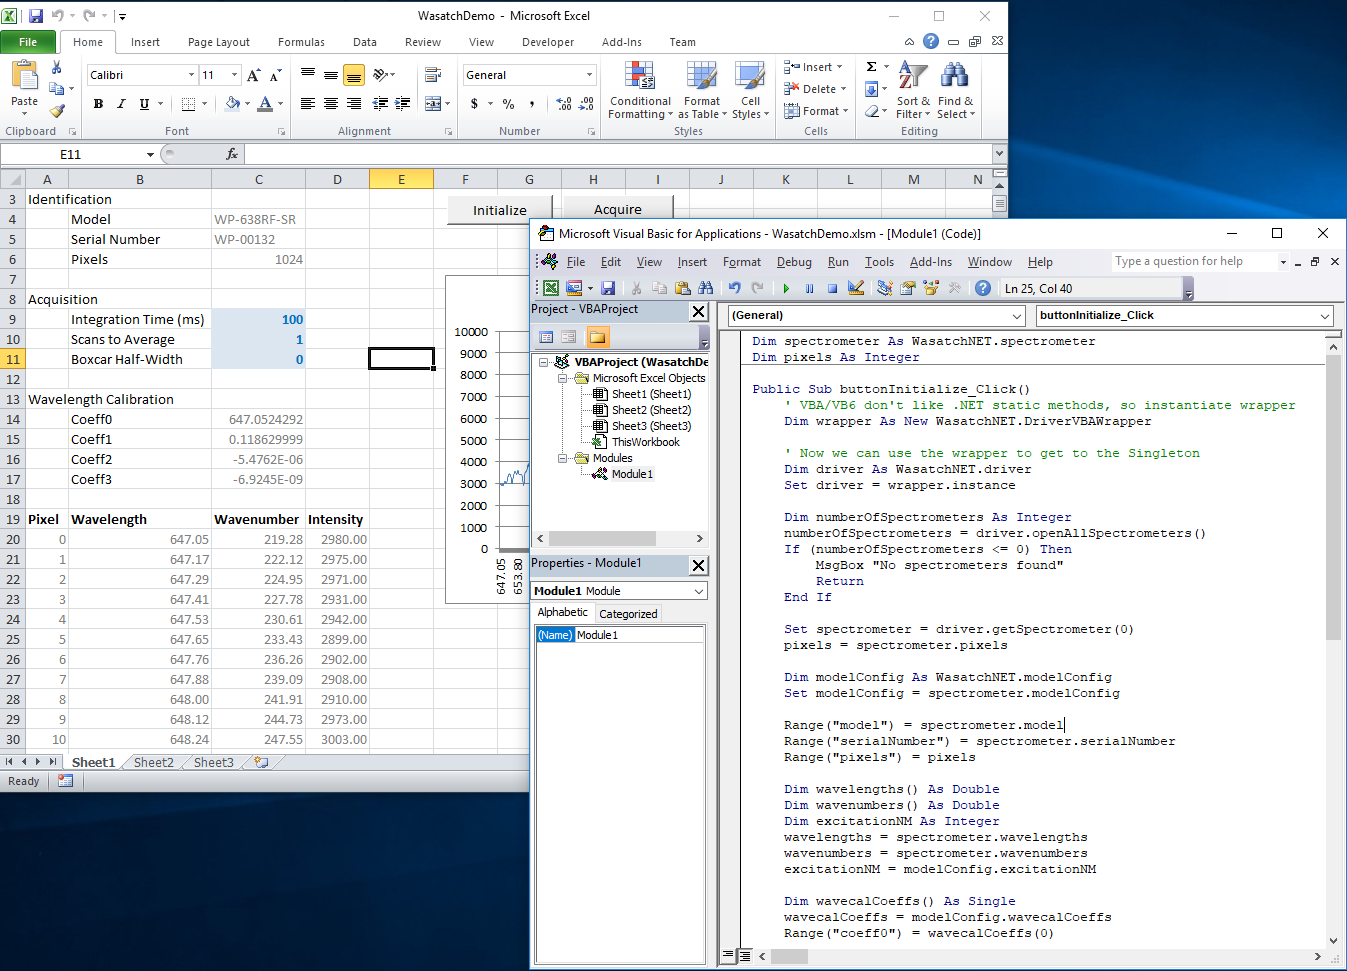 WasatchDemo - Microsoft Excel
File Home Insert Page Layout Formulas Data Review View Developer Add-Ins Team
Calibri 11 General
Paste
B I U
$ % ,
Conditional Formatting
Format as Table
Cell Styles
Insert
Delete
Format
Σ
Sort & Filter
Find & Select
Clipboard Font Alignment Number Styles Cells Editing
E11 fx
A B C D E F G H I J K L M N
3 Identification
4 Model WP-638RF-SR
5 Serial Number WP-00132
6 Pixels 1024
7
8 Acquisition
9 Integration Time (ms) 100
10 Scans to Average 1
11 Boxcar Half-Width 0
12
13 Wavelength Calibration
14 Coeff0 647.0524292
15 Coeff1 0.118629999
16 Coeff2 -5.4762E-06
17 Coeff3 -6.9245E-09
18
19 Pixel Wavelength Wavenumber Intensity
20 0 647.05 219.28 2980.00
21 1 647.17 222.12 2975.00
22 2 647.29 224.95 2971.00
23 3 647.41 227.78 2931.00
24 4 647.53 230.61 2942.00
25 5 647.65 233.43 2899.00
26 6 647.76 236.26 2902.00
27 7 647.88 239.09 2908.00
28 8 648.00 241.91 2910.00
29 9 648.12 244.73 2973.00
30 10 648.24 247.55 3003.00
Sheet1 Sheet2 Sheet3
Ready
Initialize Acquire
10000
9000
8000
7000
6000
5000
4000
3000
2000
1000
0
647.05
653.80
Microsoft Visual Basic for Applications - WasatchDemo.xlsm - [Module1 (Code)]
File Edit View Insert Format Debug Run Tools Add-Ins Window Help Type a question for help
Ln 25, Col 40
Project - VBAProject
VBAProject (WasatchDe
Microsoft Excel Objects
Sheet1 (Sheet1)
Sheet2 (Sheet2)
Sheet3 (Sheet3)
ThisWorkbook
Modules
Module1
Properties - Module1
Module1 Module
Alphabetic Categorized
(Name) Module1
(General) buttonInitialize_Click
Dim spectrometer As WasatchNET.spectrometer
Dim pixels As Integer
Public Sub buttonInitialize_Click()
' VBA/VB6 don't like .NET static methods, so instantiate wrapper
Dim wrapper As New WasatchNET.DriverVBAWrapper
' Now we can use the wrapper to get to the Singleton
Dim driver As WasatchNET.driver
Set driver = wrapper.instance
Dim numberOfSpectrometers As Integer
numberOfSpectrometers = driver.openAllSpectrometers()
If (numberOfSpectrometers <= 0) Then
MsgBox "No spectrometers found"
Return
End If
Set spectrometer = driver.getSpectrometer(0)
pixels = spectrometer.pixels
Dim modelConfig As WasatchNET.modelConfig
Set modelConfig = spectrometer.modelConfig
Range("model") = spectrometer.model
Range("serialNumber") = spectrometer.serialNumber
Range("pixels") = pixels
Dim wavelengths() As Double
Dim wavenumbers() As Double
Dim excitationNM As Integer
wavelengths = spectrometer.wavelengths
wavenumbers = spectrometer.wavenumbers
excitationNM = modelConfig.excitationNM
Dim wavecalCoeffs() As Single
wavecalCoeffs = modelConfig.wavecalCoeffs
Range("coeff0") = wavecalCoeffs(0)